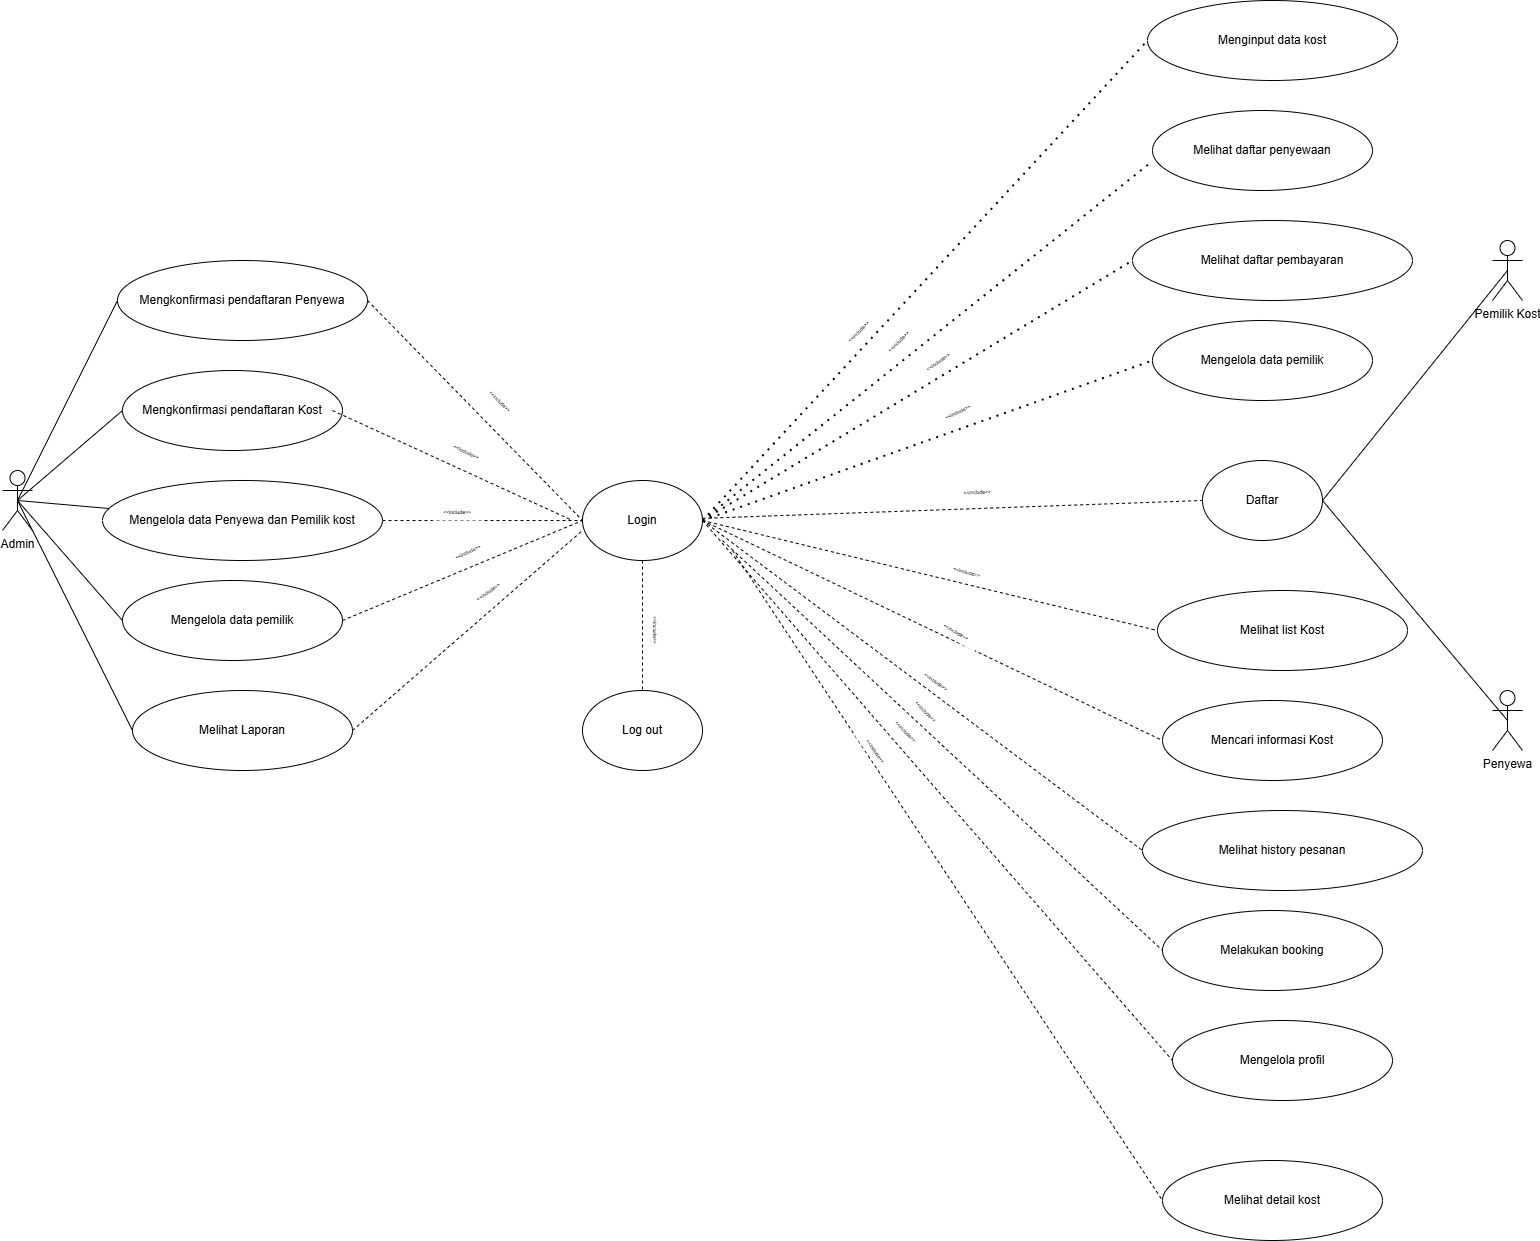 Menginput data kost
Melihat daftar penyewaan
Melihat daftar pembayaran
Pemilik Kost
Mengkonfirmasi pendaftaran Penyewa
<<include>>
<<include>>
<<include>>
<<include>>
Mengelola data pemilik
Mengkonfirmasi pendaftaran Kost
<<include>>
<<include>>
<<include>>
Admin
Mengelola data Penyewa dan Pemilik kost
<<include>>
Login
<<include>>
Daftar
<<include>>
<<include>>
<<include>>
Mengelola data pemilik
<<include>>
<<include>>
Melihat list Kost
<<include>>
<<include>>
<<include>>
<<include>>
Melihat Laporan
Log out
Mencari informasi Kost
Penyewa
Melihat history pesanan
Melakukan booking
Mengelola profil
Melihat detail kost